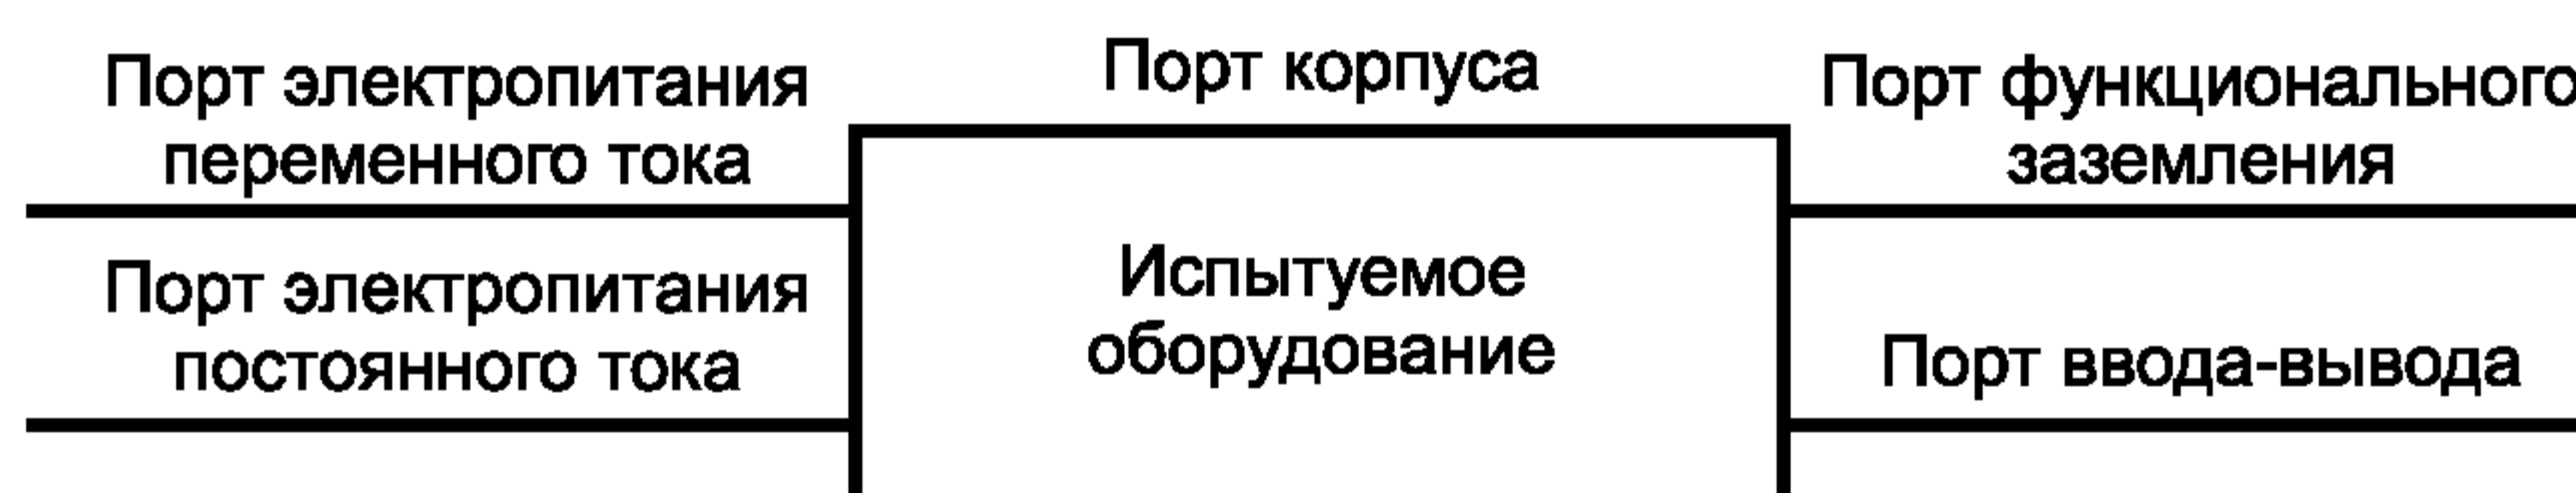 Порт электропитания
переменного тока
Порт корпуса
Порт функционального
заземления
Порт электропитания
постоянного тока
Испытуемое
оборудование
Порт ввода-вывода